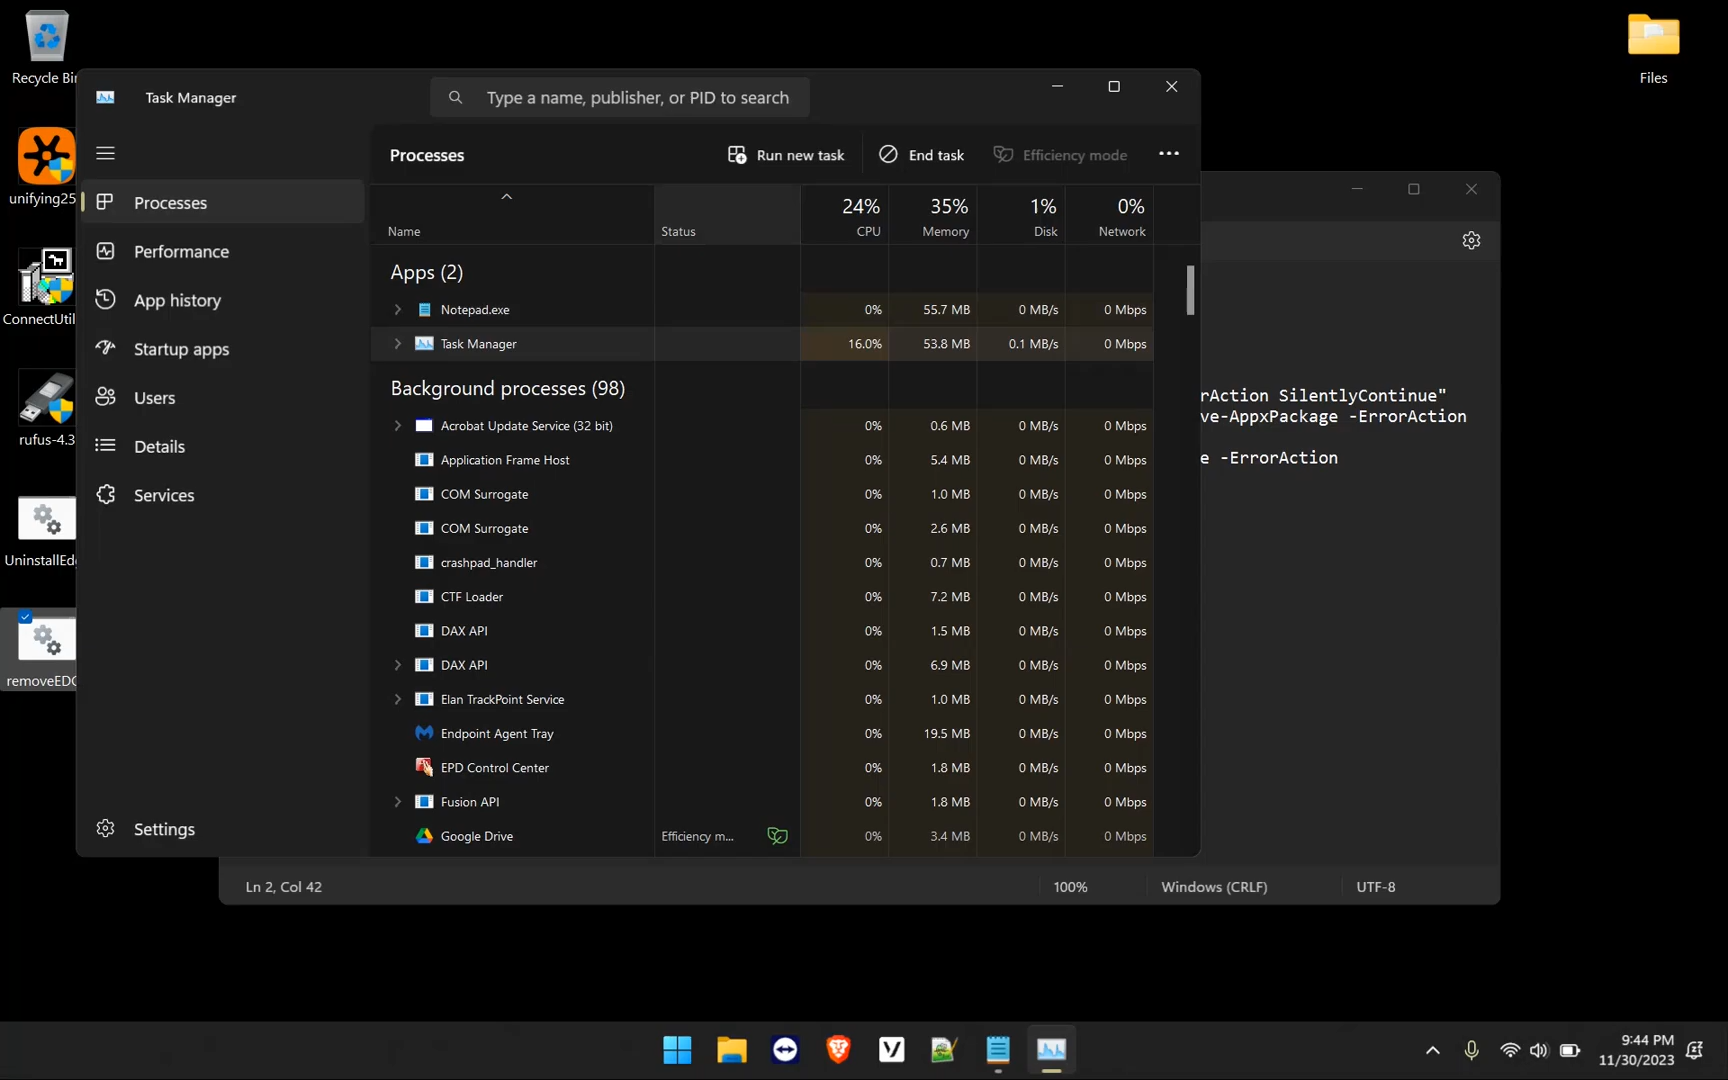 Recycle Bin
unifying25
ConnectUtil
rufus-4.3
UninstallEd
removeEDG
Files
Task Manager
Type a name, publisher, or PID to search
Processes
Performance
App history
Startup apps
Users
Details
Services
Settings
Processes
Run new task
End task
Efficiency mode
Name Status 24% CPU 35% Memory 1% Disk 0% Network
Apps (2)
Notepad.exe 0% 55.7 MB 0 MB/s 0 Mbps
Task Manager 16.0% 53.8 MB 0.1 MB/s 0 Mbps
Background processes (98)
Acrobat Update Service (32 bit) 0% 0.6 MB 0 MB/s 0 Mbps
Application Frame Host 0% 5.4 MB 0 MB/s 0 Mbps
COM Surrogate 0% 1.0 MB 0 MB/s 0 Mbps
COM Surrogate 0% 2.6 MB 0 MB/s 0 Mbps
crashpad_handler 0% 0.7 MB 0 MB/s 0 Mbps
CTF Loader 0% 7.2 MB 0 MB/s 0 Mbps
DAX API 0% 1.5 MB 0 MB/s 0 Mbps
DAX API 0% 6.9 MB 0 MB/s 0 Mbps
Elan TrackPoint Service 0% 1.0 MB 0 MB/s 0 Mbps
Endpoint Agent Tray 0% 19.5 MB 0 MB/s 0 Mbps
EPD Control Center 0% 1.8 MB 0 MB/s 0 Mbps
Fusion API 0% 1.8 MB 0 MB/s 0 Mbps
Google Drive Efficiency m... 0% 3.4 MB 0 MB/s 0 Mbps
rAction SilentlyContinue"
ve-AppxPackage -ErrorAction
e -ErrorAction
Ln 2, Col 42
100%
Windows (CRLF)
UTF-8
9:44 PM
11/30/2023